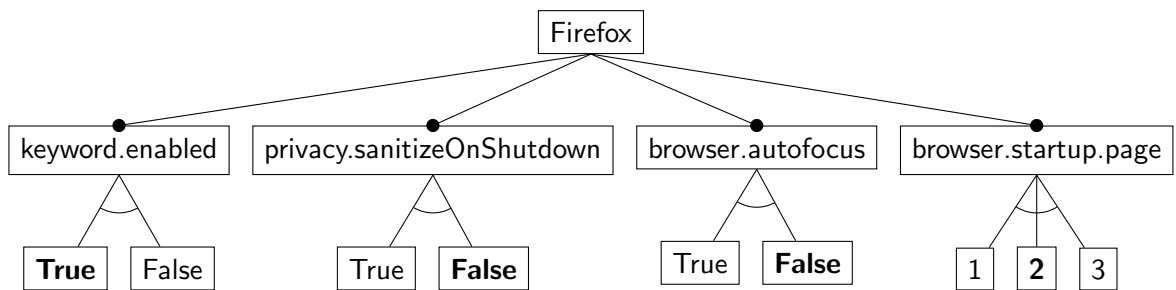 Firefox
keyword.enabled privacy.sanitizeOnShutdown browser.autofocus browser.startup.page
True False True False True False 1 2 3